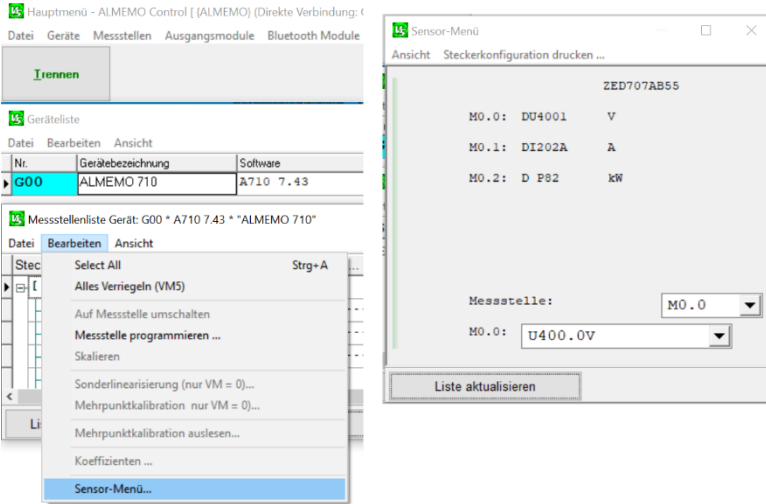 Hauptmenü - ALMEMO Control [ (ALMEMO) (Direkte Verbindung:
Datei Geräte Messstellen Ausgangsmodule Bluetooth Module
Trennen
Geräteliste
Datei Bearbeiten Ansicht
Nr. Gerätebezeichnung Software
G00 ALMEMO 710 A710 7.43
Messstellenliste Gerät: G00 * A710 7.43 * "ALMEMO 710"
Datei Bearbeiten Ansicht
Select All Strg+A
Alles Verriegeln (VM5)
Auf Messstelle umschalten
Messstelle programmieren ...
Skalieren
Sonderlinearisierung (nur VM = 0)...
Mehrpunktkalibration nur VM = 0)...
Mehrpunktkalibration auslesen...
Koeffizienten ...
Sensor-Menü...
Sensor-Menü
Ansicht Steckerkonfiguration drucken ...
ZED707AB55
M0.0: DU4001 V
M0.1: DI202A A
M0.2: D P82 kW
Messstelle: M0.0
M0.0: U400.0V
Liste aktualisieren